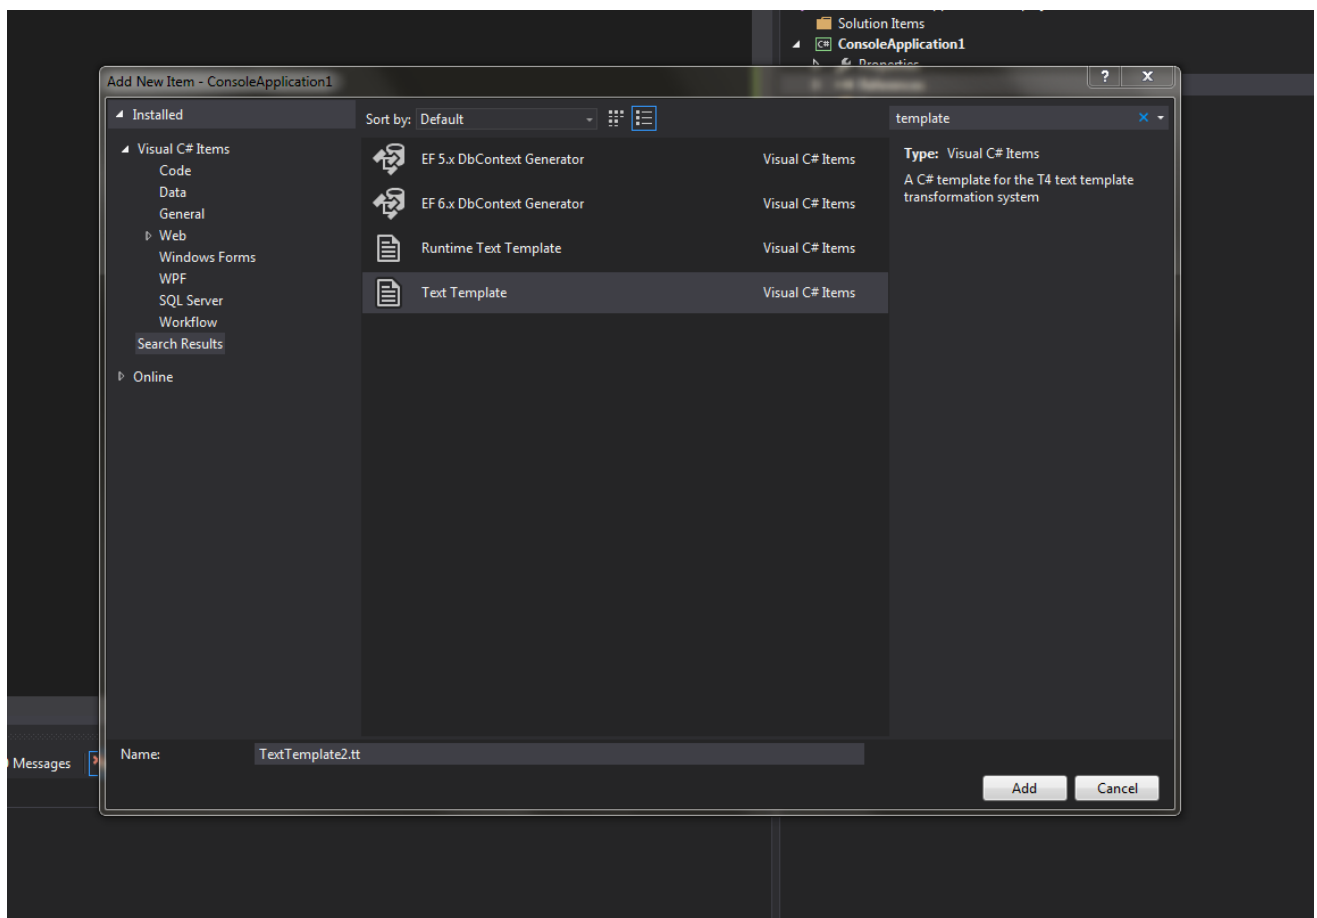 Solution Items
C# ConsoleApplication1
Properties
References
Add New Item - ConsoleApplication1
? X
Installed
Sort by: Default
template
Visual C# Items
Code
Data
General
Web
Windows Forms
WPF
SQL Server
Workflow
Search Results
Online
EF 5.x DbContext Generator Visual C# Items
EF 6.x DbContext Generator Visual C# Items
Runtime Text Template Visual C# Items
Text Template Visual C# Items
Type: Visual C# Items
A C# template for the T4 text template
transformation system
Name: TextTemplate2.tt
Messages
Add Cancel